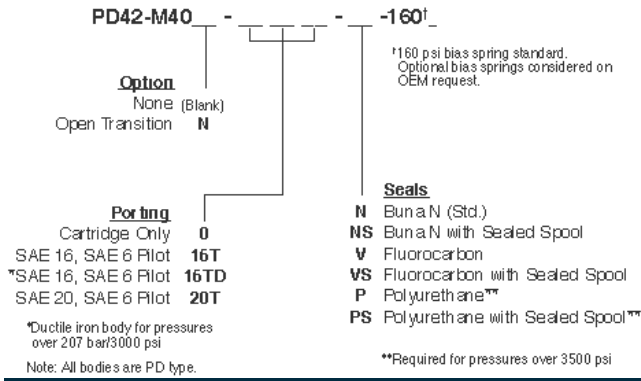 PD42-M40__ - __ __ __ - __ -160†_
†160 psi bias spring standard.
Optional bias springs considered on
OEM request.
Option
None (Blank)
Open Transition N
Porting
Cartridge Only 0
SAE 16, SAE 6 Pilot 16T
*SAE 16, SAE 6 Pilot 16TD
SAE 20, SAE 6 Pilot 20T
*Ductile iron body for pressures
over 207 bar/3000 psi
Note: All bodies are PD type.
Seals
N Buna N (Std.)
NS Buna N with Sealed Spool
V Fluorocarbon
VS Fluorocarbon with Sealed Spool
P Polyurethane**
PS Polyurethane with Sealed Spool**
**Required for pressures over 3500 psi